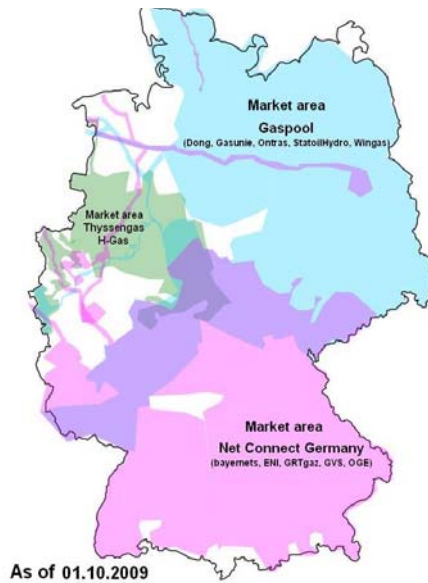 Market area
Gaspool
(Dong, Gasunie, Ontras, StatoilHydro, Wingas)
Market area
Thyssengas
H-Gas
Market area
Net Connect Germany
(bayernets, ENI, GRTgaz, GVS, OGE)
As of 01.10.2009